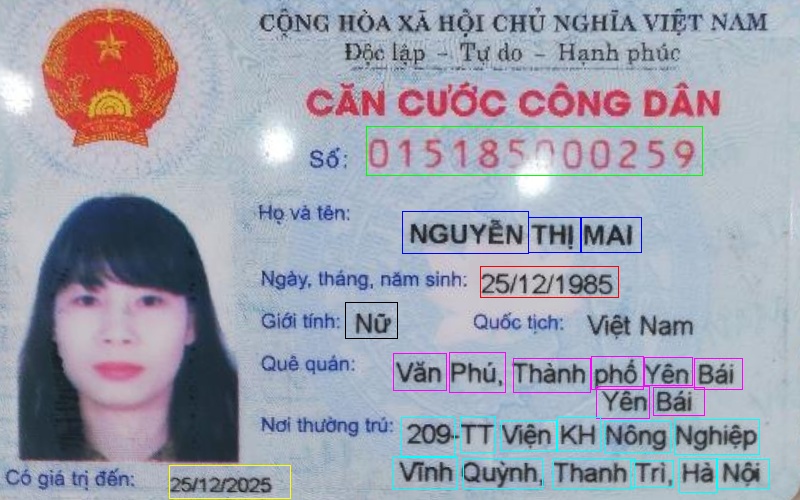 CỘNG HÒA XÃ HỘI CHỦ NGHĨA VIỆT NAM
Độc lập - Tự do - Hạnh phúc
CĂN CƯỚC CÔNG DÂN
Số: 015185000259
Họ và tên: NGUYỄN THỊ MAI
Ngày, tháng, năm sinh: 25/12/1985
Giới tính: Nữ Quốc tịch: Việt Nam
Quê quán: Văn Phú, Thành phố Yên Bái
Yên Bái
Nơi thường trú: 209-TT Viện KH Nông Nghiệp
Vĩnh Quỳnh, Thanh Trì, Hà Nội
Có giá trị đến: 25/12/2025